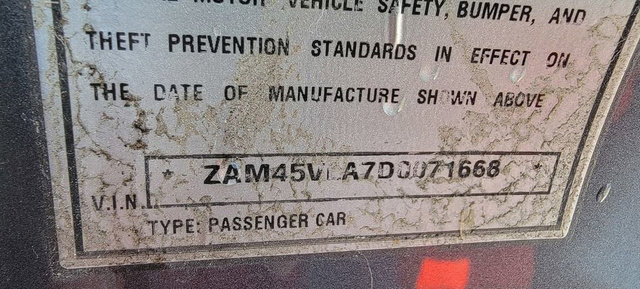 MOTOR VEHICLE SAFETY, BUMPER, AND
THEFT PREVENTION STANDARDS IN EFFECT ON
THE DATE OF MANUFACTURE SHOWN ABOVE
V.I.N.
TYPE: PASSENGER CAR